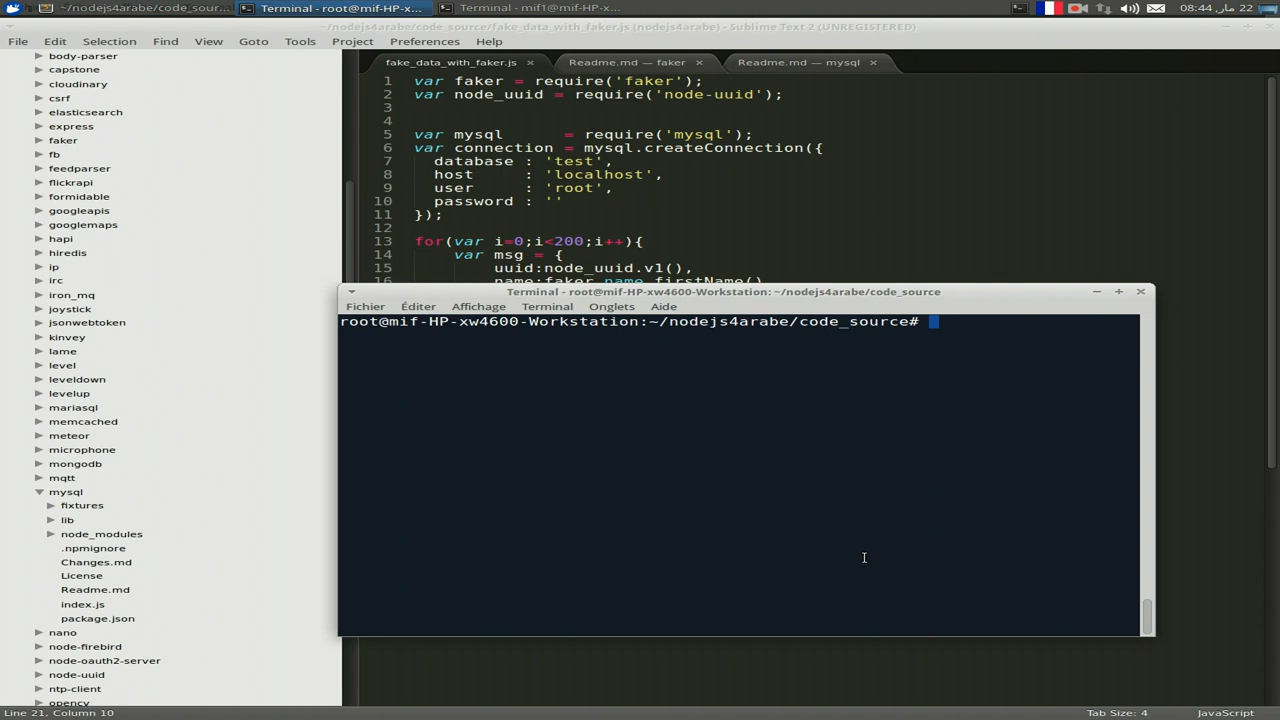 ~/nodejs4arabe/code_sour...
Terminal - root@mif-HP-x...
Terminal - mif1@mif-HP-x...
22 مار, 08:44
~/nodejs4arabe/code_source/fake_data_with_faker.js (nodejs4arabe) - Sublime Text 2 (UNREGISTERED)
File Edit Selection Find View Goto Tools Project Preferences Help
body-parser
capstone
cloudinary
csrf
elasticsearch
express
faker
fb
feedparser
flickrapi
formidable
googleapis
googlemaps
hapi
hiredis
ip
irc
iron_mq
joystick
jsonwebtoken
kinvey
lame
level
leveldown
levelup
mariasql
memcached
meteor
microphone
mongodb
mqtt
mysql
fixtures
lib
node_modules
.npmignore
Changes.md
License
Readme.md
index.js
package.json
nano
node-firebird
node-oauth2-server
node-uuid
ntp-client
opency
fake_data_with_faker.js × Readme.md — faker × Readme.md — mysql ×
1 var faker = require('faker');
2 var node_uuid = require('node-uuid');
3
4
5 var mysql      = require('mysql');
6 var connection = mysql.createConnection({
7   database : 'test',
8   host     : 'localhost',
9   user     : 'root',
10   password : ''
11 });
12
13 for(var i=0;i<200;i++){
14     var msg = {
15         uuid:node_uuid.v1(),
16         name:faker.name.firstName()
Terminal - root@mif-HP-xw4600-Workstation: ~/nodejs4arabe/code_source
Fichier Éditer Affichage Terminal Onglets Aide
root@mif-HP-xw4600-Workstation:~/nodejs4arabe/code_source#
Line 21, Column 10
Tab Size: 4
JavaScript